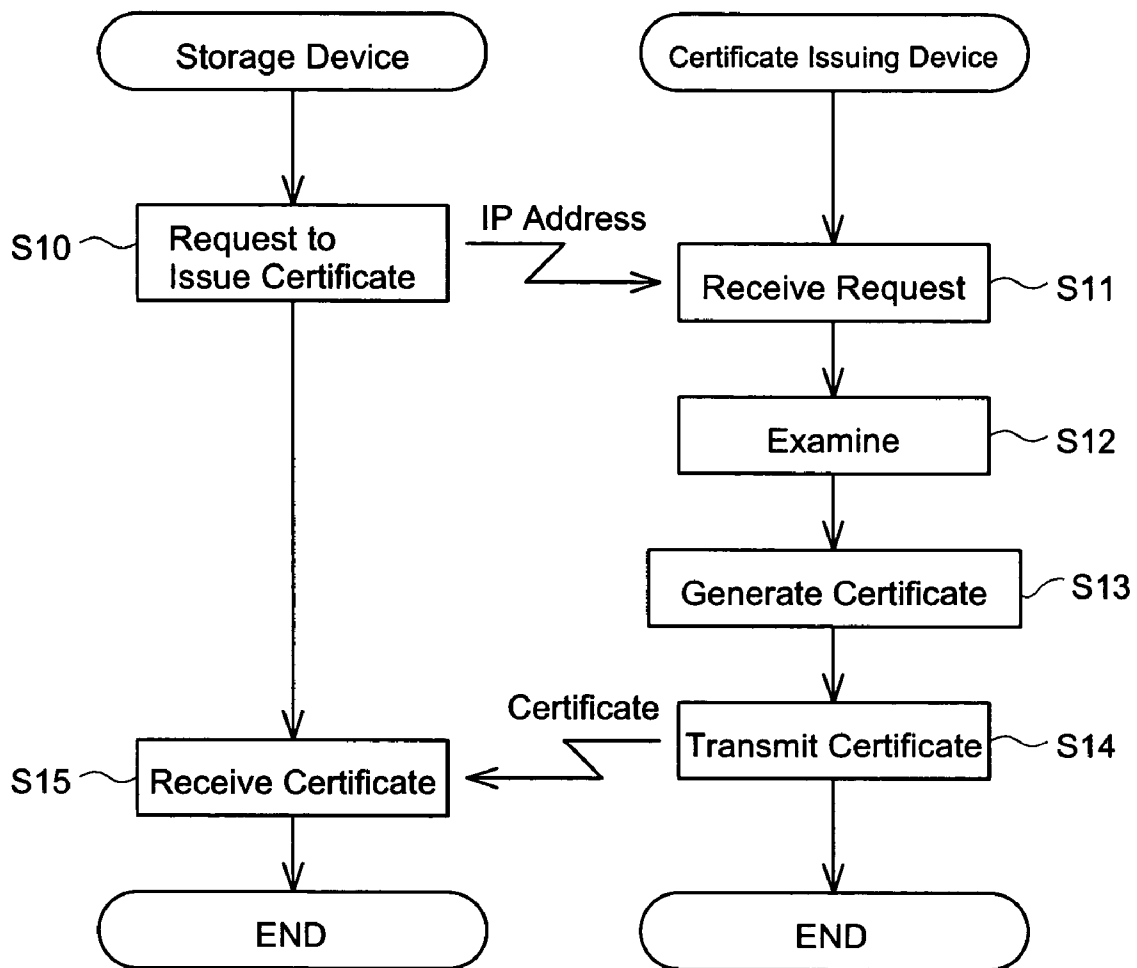 Storage Device
Certificate Issuing Device
IP Address
S10
Request to
Issue Certificate
Receive Request
S11
Examine
S12
Generate Certificate
S13
Certificate
Transmit Certificate
S14
S15
Receive Certificate
END
END